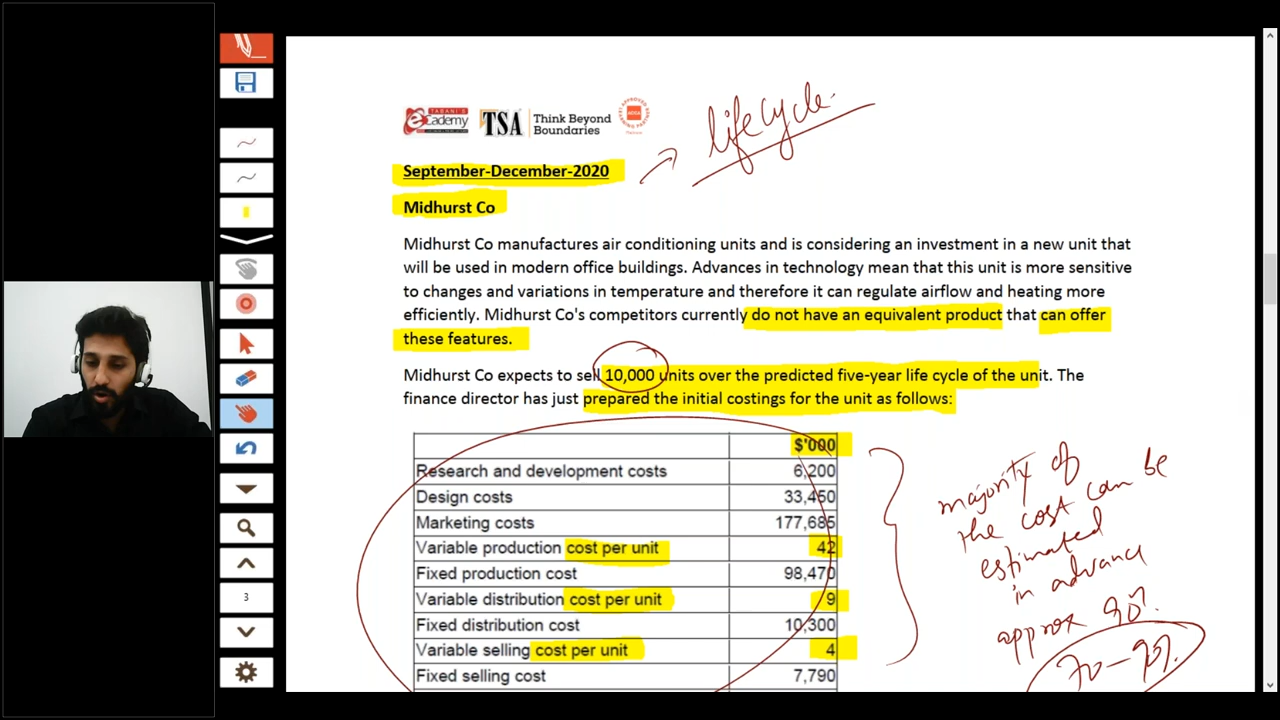 TABANI'S
eCademy
TSA
Think Beyond
Boundaries
ACCA
lifecycle
September-December-2020
Midhurst Co
Midhurst Co manufactures air conditioning units and is considering an investment in a new unit that
will be used in modern office buildings. Advances in technology mean that this unit is more sensitive
to changes and variations in temperature and therefore it can regulate airflow and heating more
efficiently. Midhurst Co's competitors currently do not have an equivalent product that can offer
these features.
Midhurst Co expects to sell 10,000 units over the predicted five-year life cycle of the unit. The
finance director has just prepared the initial costings for the unit as follows:
$'000
Research and development costs 6,200
Design costs 33,450
Marketing costs 177,685
Variable production cost per unit 42
Fixed production cost 98,470
Variable distribution cost per unit 9
Fixed distribution cost 10,300
Variable selling cost per unit 4
Fixed selling cost 7,790
majority of
the cost can be
estimated
in advance
approx 90%.
70-90%.
3